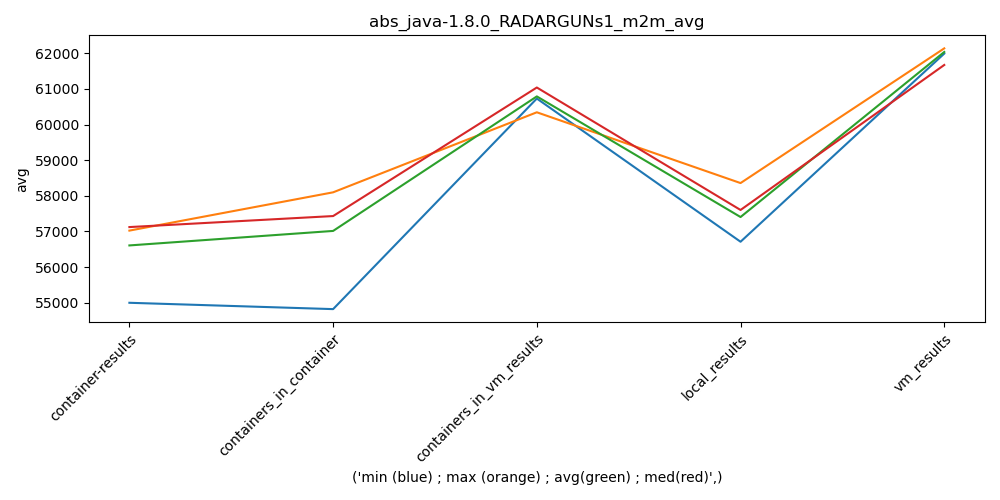 abs_java-1.8.0_RADARGUNs1_m2m_avg
62000
61000
60000
59000
58000
57000
56000
55000
avg
container-results
containers_in_container
containers_in_vm_results
local_results
vm_results
('min (blue) ; max (orange) ; avg(green) ; med(red)',)